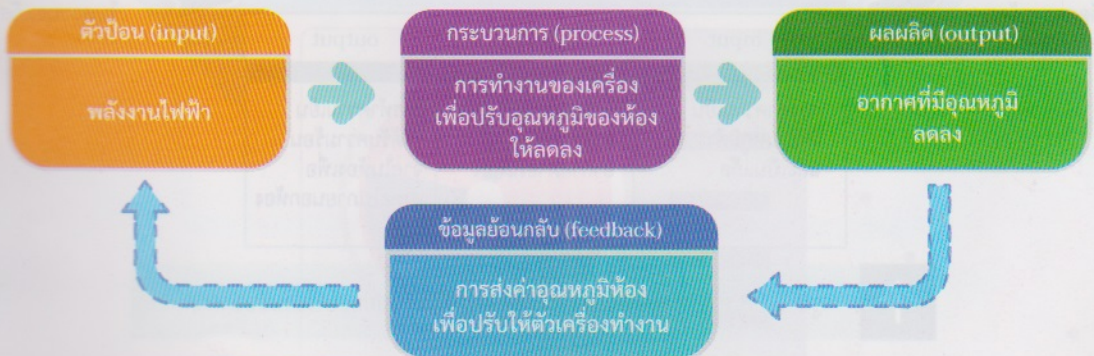 ตัวป้อน (input)
พลังงานไฟฟ้า
กระบวนการ (process)
การทำงานของเครื่อง
เพื่อปรับอุณหภูมิของห้อง
ให้ลดลง
ผลผลิต (output)
อากาศที่มีอุณหภูมิ
ลดลง
ข้อมูลย้อนกลับ (feedback)
การส่งค่าอุณหภูมิห้อง
เพื่อปรับให้ตัวเครื่องทำงาน